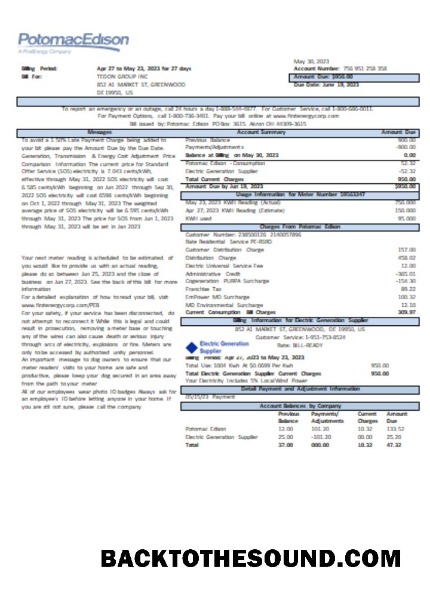 PotomacEdison
A FirstEnergy Company
May 30, 2023
Billing Period: Apr 27 to May 23, 2023 for 27 days
Account Number: 756 951 258 358
Bill For: TEDON GROUP INC
Amount Due: $950.00
852 A1 MARKET ST, GREENWOOD
Due Date: June 19, 2023
DE 19950, US
To report an emergency or an outage, call 24 hours a day 1-888-544-4877. For Customer Service, call 1-800-686-0011.
For Payment Options, call 1-800-736-3401. Pay your bill online at www.firstenergycorp.com
Bill issued by: Potomac Edison PO Box 3615 Akron OH 44309-3615
Messages
To avoid a 1.50% Late Payment Charge being added to
your bill please pay the Amount Due by the Due Date.
Generation, Transmission & Energy Cost Adjustment Price
Comparison Information The current price for Standard
Offer Service (SOS) electricity is 7.043 cents/kWh,
effective through May 31, 2022 SOS electricity will cost
6.585 cents/kWh beginning on Jun 2022 through Sep 30,
2022 SOS electricity will cost 6598 cents/kWh beginning
on Oct 1, 2022 through May 31, 2023 The weighted
average price of SOS electricity will be 6.595 cents/kWh
through May 31, 2023 The price for SOS from Jun 1, 2023
through May 31, 2023 will be set in Jan 2023
Your next meter reading is scheduled to be estimated of
you would like to provide us with an actual reading,
please do so between Jun 25, 2023 and the close of
business on Jun 27, 2023. See the back of this bill for more
information
For a detailed explanation of how to read your bill, visit
www.firstenergycorp.com/PEB
For your safety, if your service has been disconnected, do
not attempt to reconnect it While this is legal and could
result in prosecution, removing a meter base or touching
any of the wires can also cause death or serious injury
through arcs of electricity, explosions or fire. Meters are
only to be accessed by authorised unity personnel
An important message to dog owners to ensure that our
meter readers' visits to your home are safe and
productive, please keep your dog secured in an area away
from the path to your meter
All of our employees wear photo ID badges Always ask for
an employee's ID before letting anyone in your home. If
you are still not sure, please call the company
Account Summary Amount Due
Previous Balance 900.00
Payments/Adjustments -900.00
Balance at Billing on May 30, 2023 0.00
Potomac Edison - Consumption 52.32
Electric Generation Supplier -52.32
Total Current Charges 950.00
Amount Due by Jun 19, 2023 $950.00
Usage Information for Meter Number
May 23, 2023 KWH Reading (Actual) 750.000
Apr 27, 2023 KWH Reading (Estimate) 150.000
KWH used 95.000
Charges From Potomac Edison
Customer Number: 238500126 2140057896
Rate Residential Service PE-RSRD
Customer Distribution Charge 157.00
Distribution Charge 458.02
Electric Universal Service Fee 12.00
Administrative Credit -365.01
Cogeneration PURPA Surcharge -154.30
Franchise Tax 89.22
EmPower MD Surcharge 100.32
MD Environmental Surcharge 12.10
Current Consumption Bill Charges 309.97
Billing Information for Electric Generation Supplier
852 A1 MARKET ST, GREENWOOD, DE 19950, US
Customer Service: 1-951-753-8524
Electric Generation Rate: BILL-READY
Supplier
Billing Period: Apr 27, 2023 to May 23, 2023
Total Use: 1004 Kwh At $0.0699 Per Kwh 950.00
Total Electric Generation Supplier Current Charges 950.00
Your Electricity Includes 5% Local Wind Power
Detail Payment and Adjustment Information
05/15/23 Payment
Account Balances by Company
Previous Payments/ Current Amount
Balance Adjustments Charges Due
Potomac Edison 12.00 101.20 10.32 133.52
Electric Generation Supplier 25.00 -101.20 00.00 25.20
Total 37.00 000.00 10.32 47.32
BACKTOTHESOUND.COM